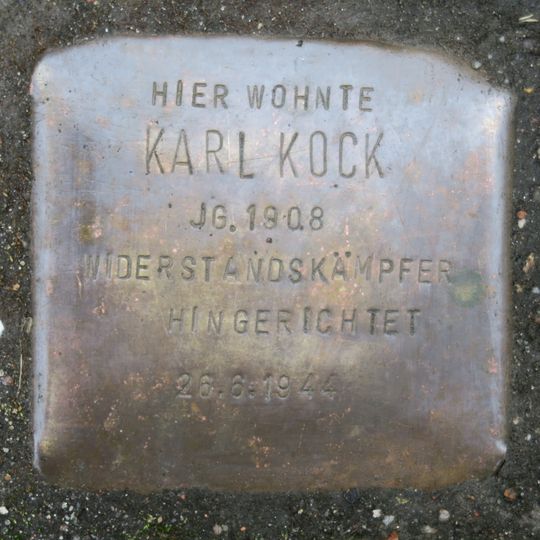 HIER WOHNTE
KARL KOCK
JG. 1908
WIDERSTANDSKÄMPFER
HINGERICHTET
26.6.1944